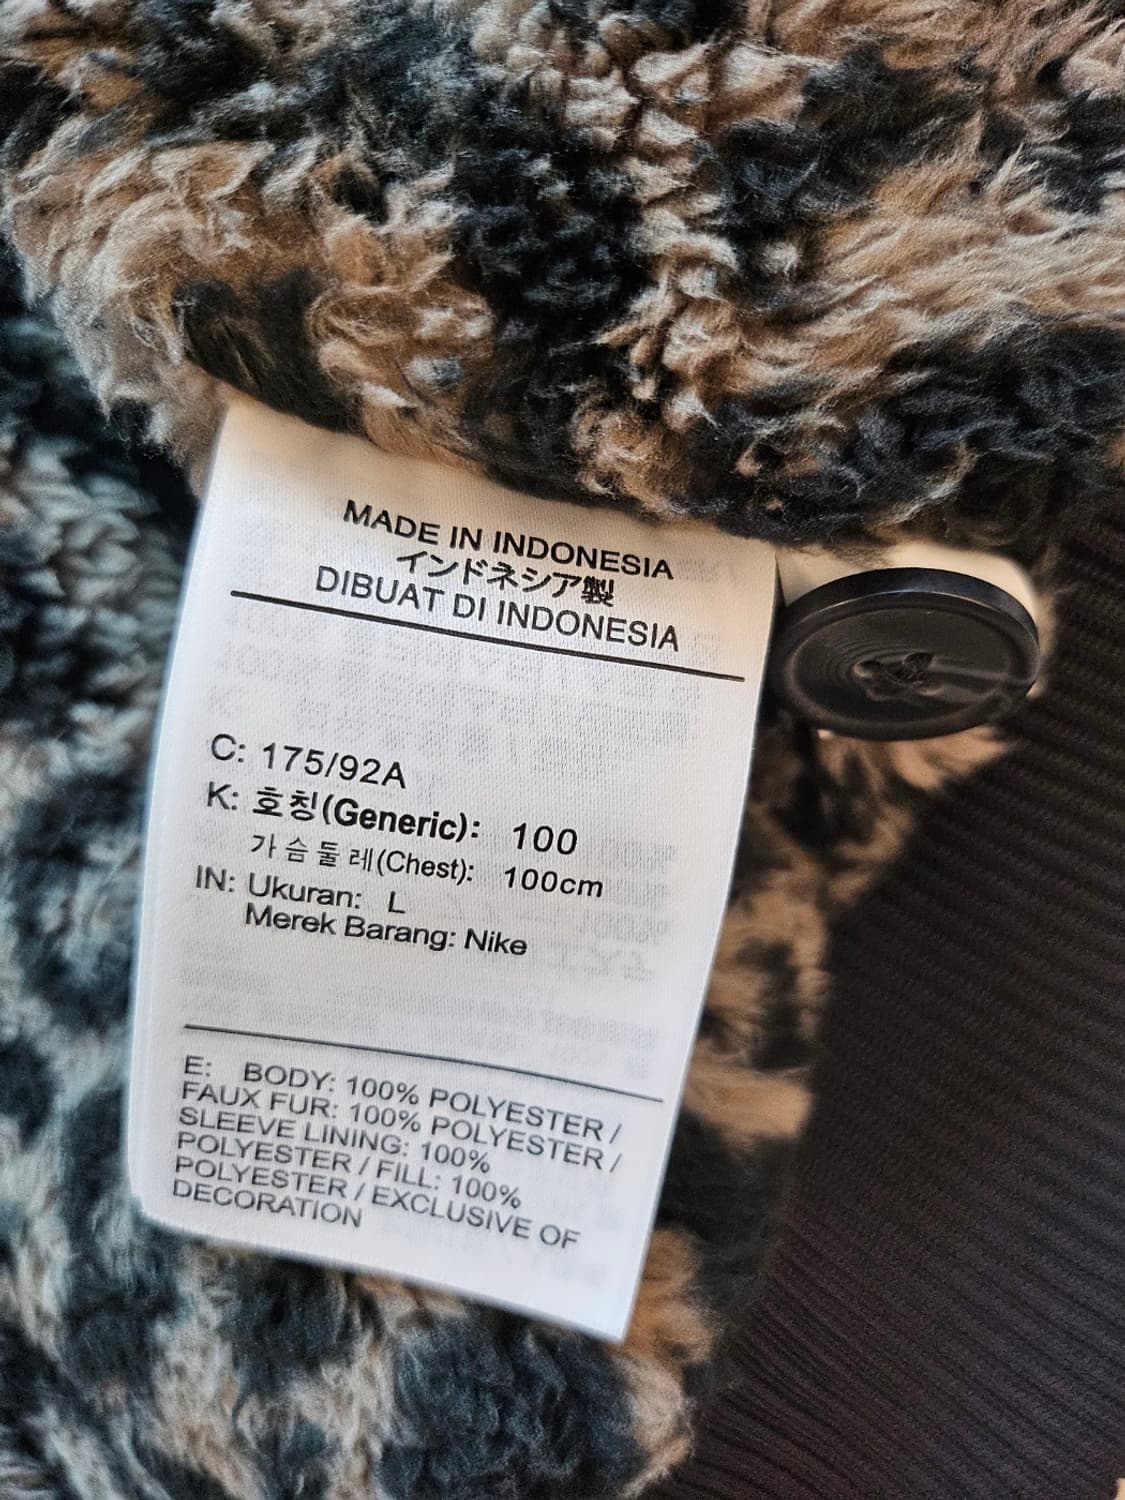 MADE IN INDONESIA
インドネシア製
DIBUAT DI INDONESIA
C: 175/92A
K: 호칭(Generic): 100
가슴둘레(Chest): 100cm
IN: Ukuran: L
Merek Barang: Nike
E: BODY: 100% POLYESTER /
FAUX FUR: 100% POLYESTER /
SLEEVE LINING: 100%
POLYESTER / FILL: 100%
POLYESTER / EXCLUSIVE OF
DECORATION